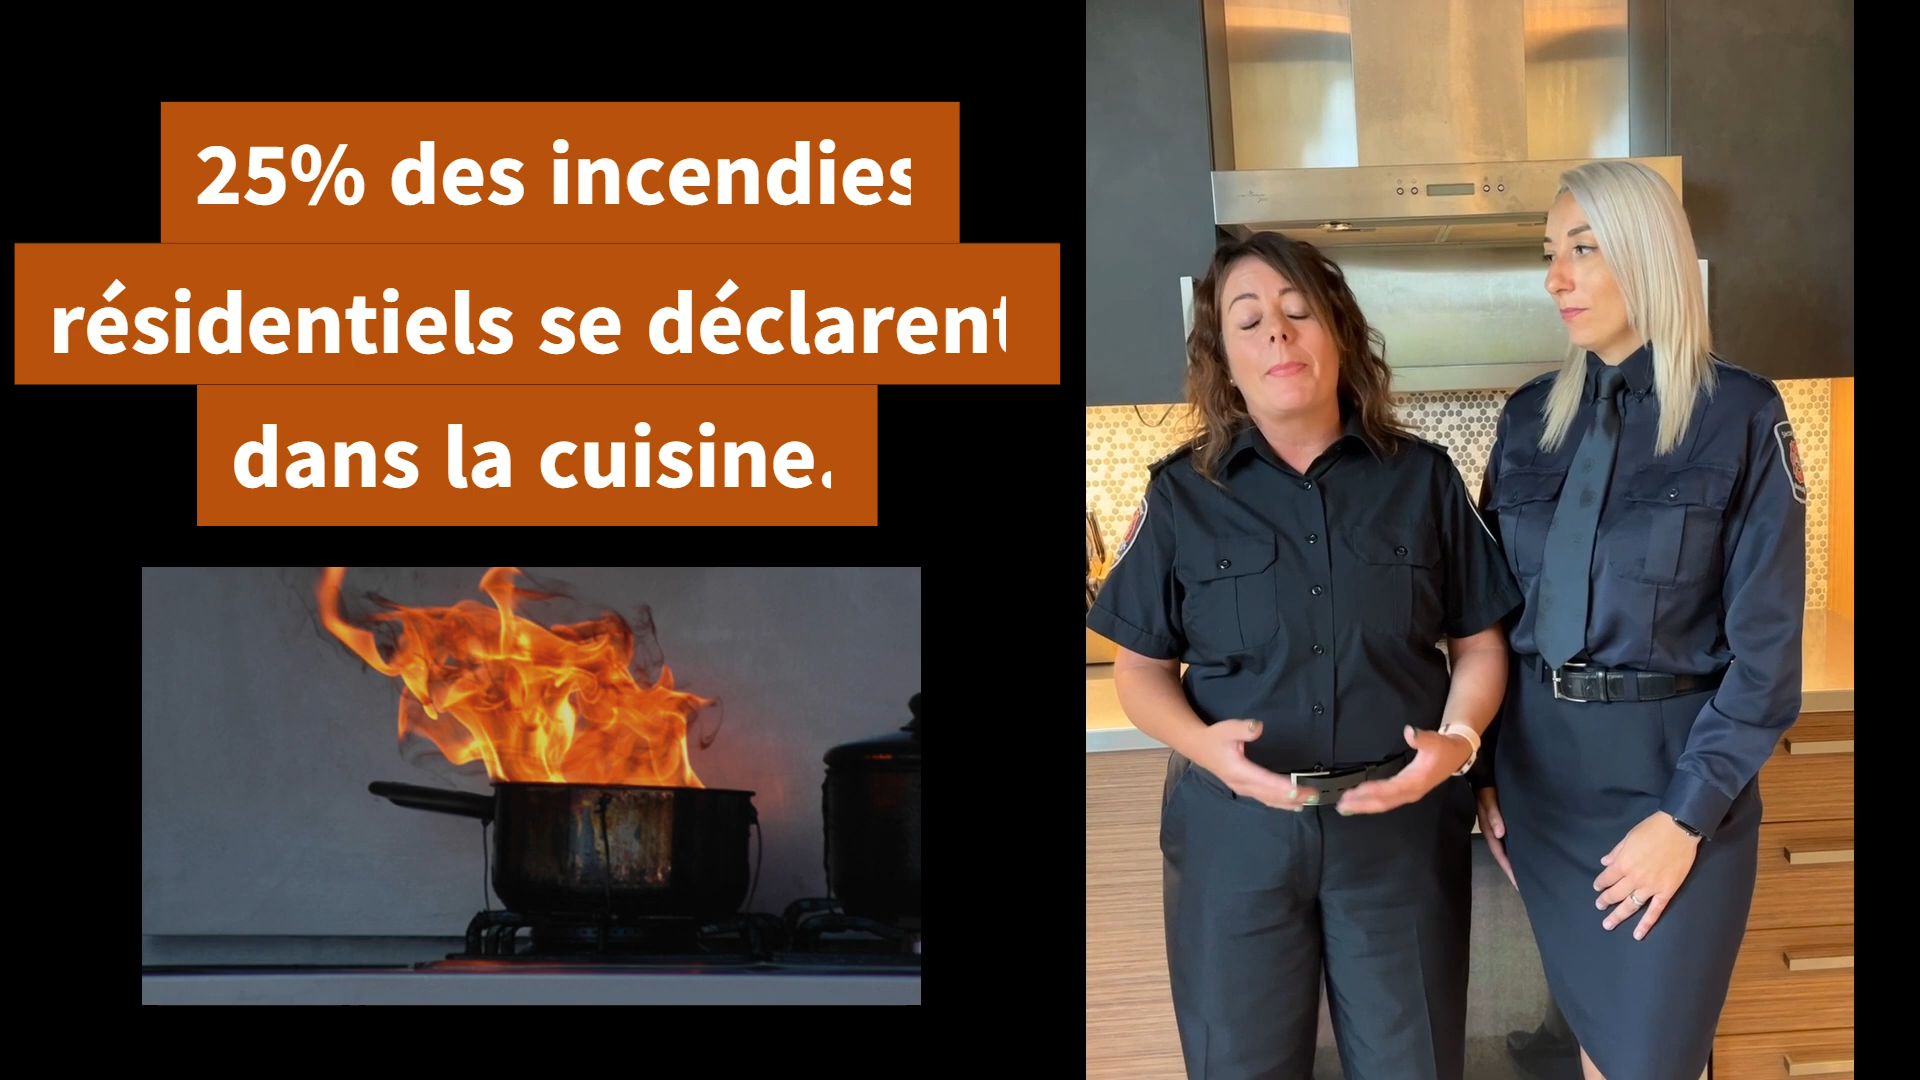 25% des incendies
résidentiels se déclarent
dans la cuisine.